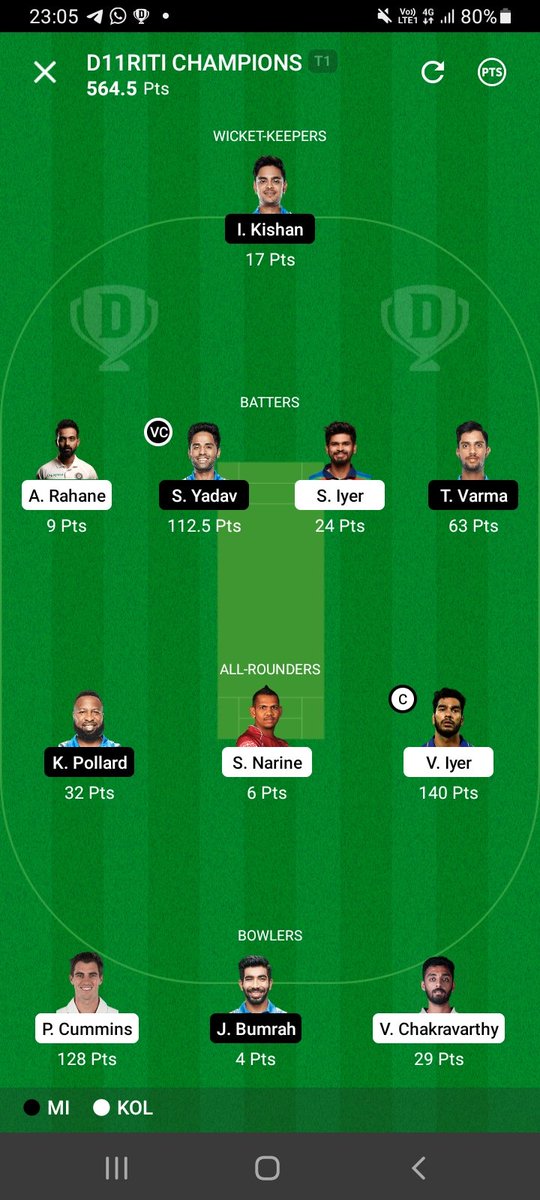 23:05 Vo)) LTE1 4G 80%
D11RITI CHAMPIONS T1
564.5 Pts PTS
WICKET-KEEPERS
I. Kishan
17 Pts
D D
BATTERS
VC
A. Rahane S. Yadav S. Iyer T. Varma
9 Pts 112.5 Pts 24 Pts 63 Pts
ALL-ROUNDERS
C
K. Pollard S. Narine V. Iyer
32 Pts 6 Pts 140 Pts
BOWLERS
P. Cummins J. Bumrah V. Chakravarthy
128 Pts 4 Pts 29 Pts
MI KOL